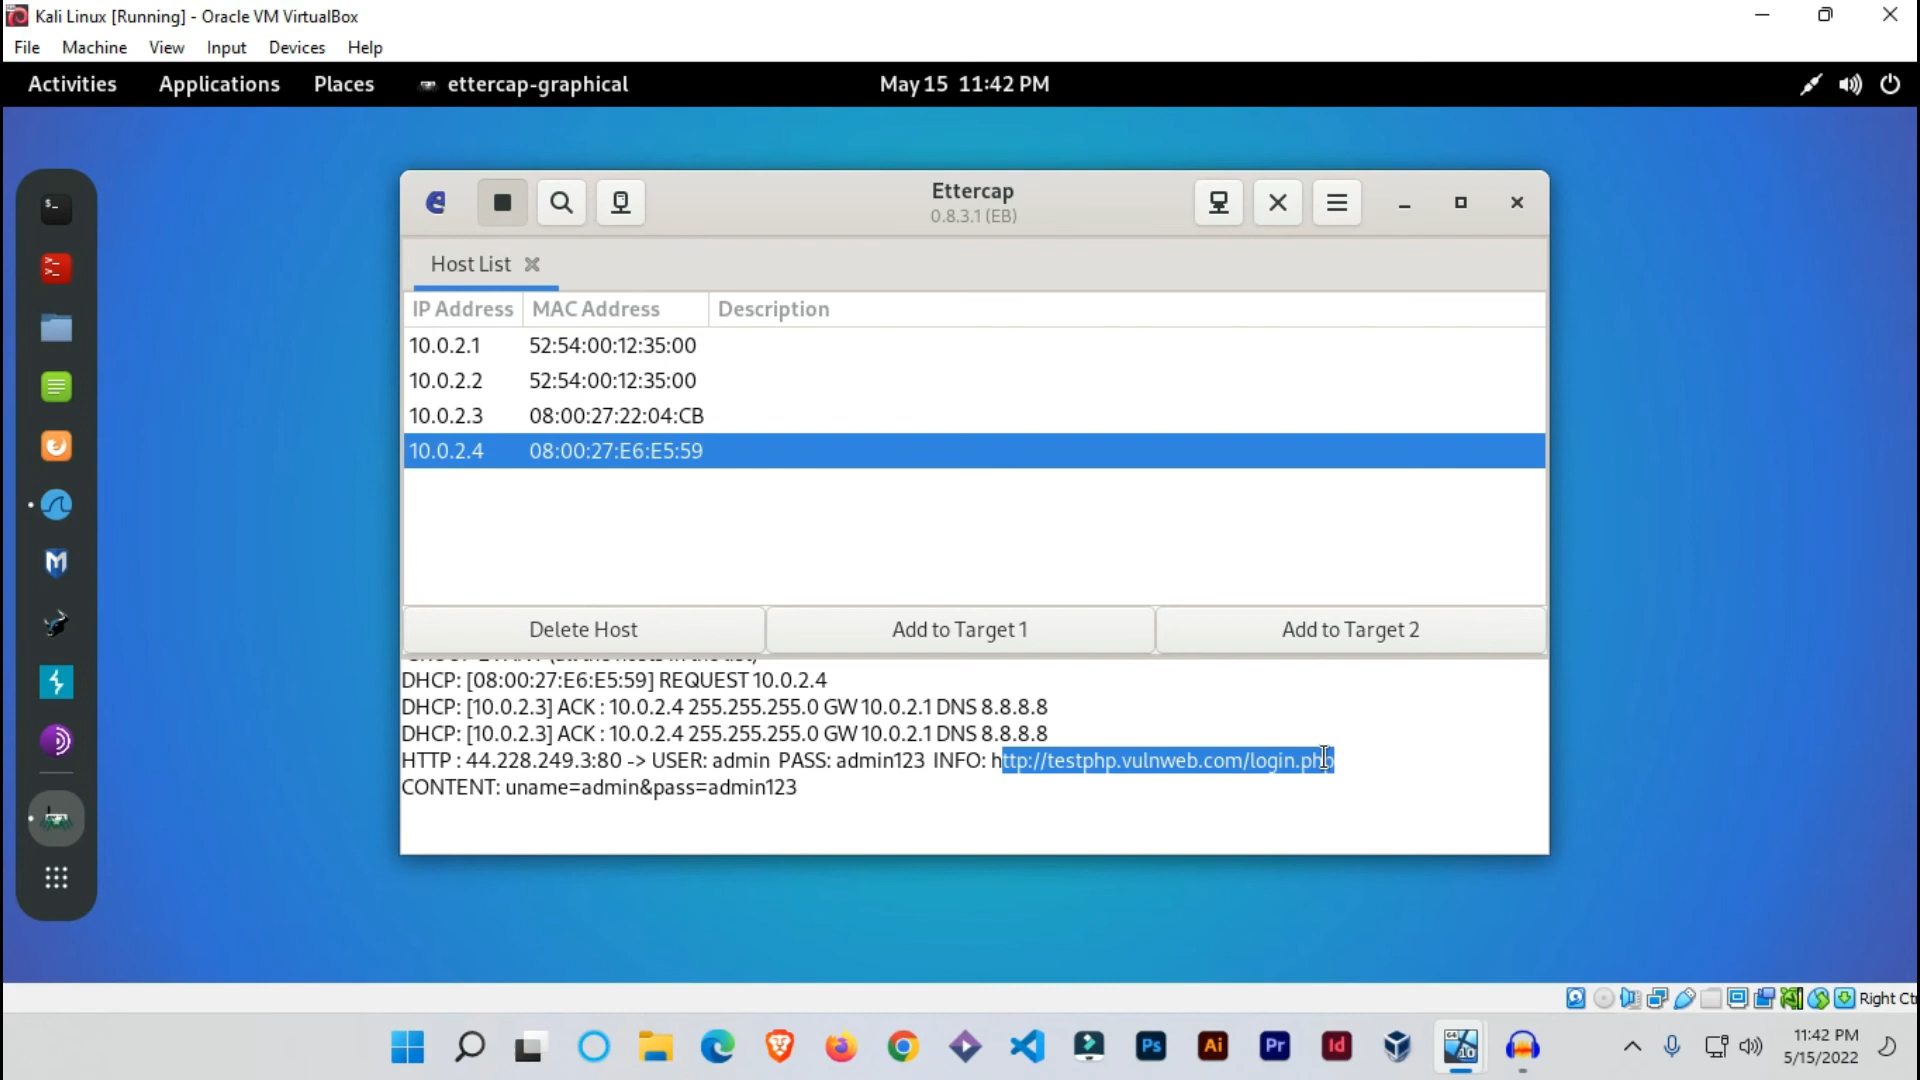 Kali Linux [Running] - Oracle VM VirtualBox
File Machine View Input Devices Help
Activities Applications Places ettercap-graphical May 15 11:42 PM
Ettercap
0.8.3.1 (EB)
Host List
IP Address MAC Address Description
10.0.2.1 52:54:00:12:35:00
10.0.2.2 52:54:00:12:35:00
10.0.2.3 08:00:27:22:04:CB
10.0.2.4 08:00:27:E6:E5:59
Delete Host Add to Target 1 Add to Target 2
DHCP: [08:00:27:E6:E5:59] REQUEST 10.0.2.4
DHCP: [10.0.2.3] ACK : 10.0.2.4 255.255.255.0 GW 10.0.2.1 DNS 8.8.8.8
DHCP: [10.0.2.3] ACK : 10.0.2.4 255.255.255.0 GW 10.0.2.1 DNS 8.8.8.8
HTTP : 44.228.249.3:80 -> USER: admin PASS: admin123 INFO: http://testphp.vulnweb.com/login.php
CONTENT: uname=admin&pass=admin123
Right Ct
Ps Ai Pr Id 64 10
11:42 PM
5/15/2022